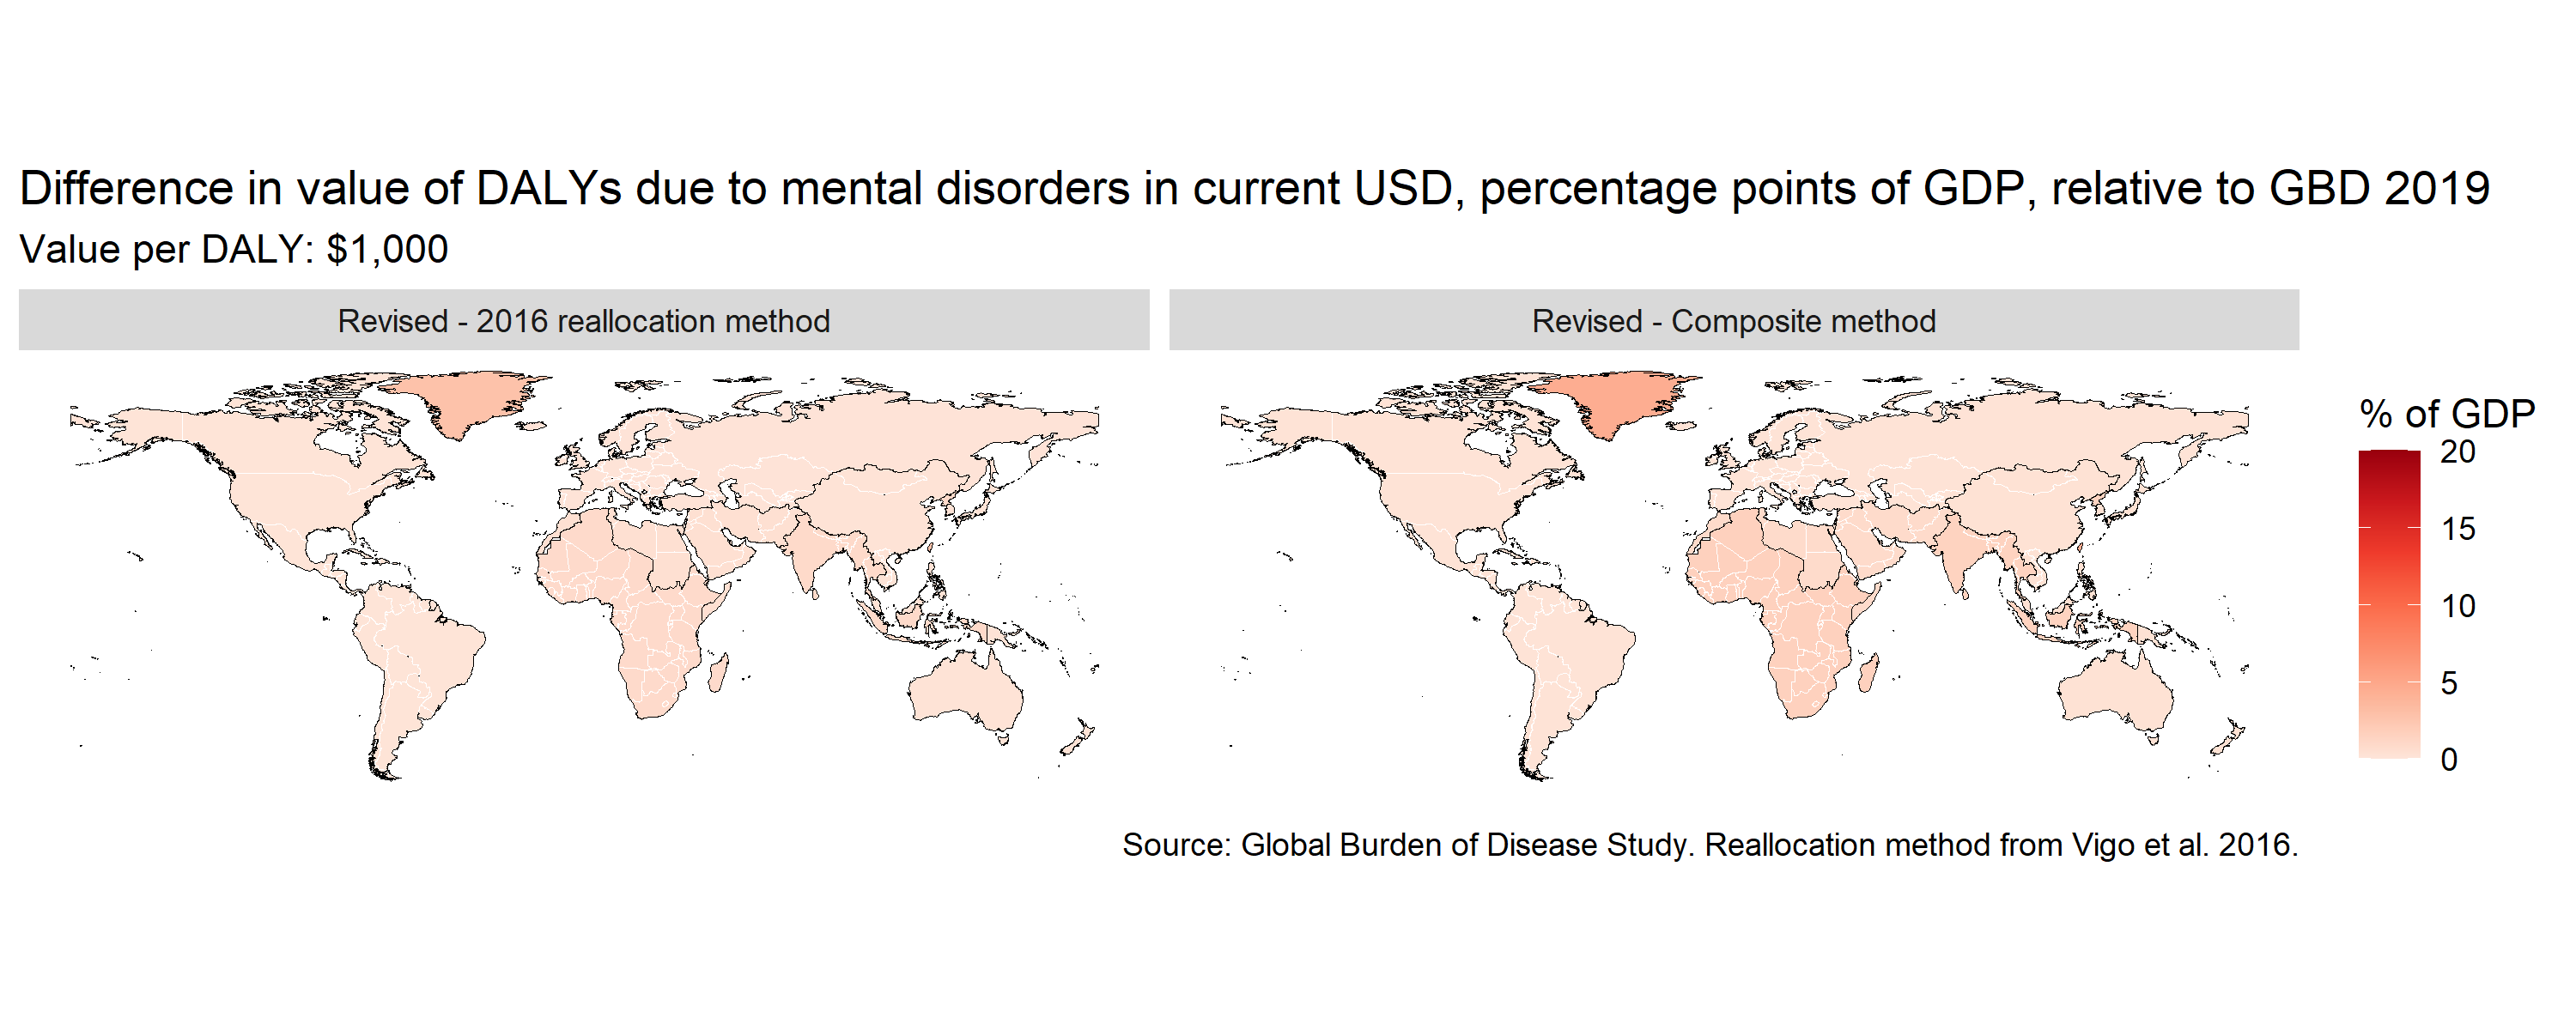 Difference in value of DALYs due to mental disorders in current USD, percentage points of GDP, relative to GBD 2019
Value per DALY: $1,000
Revised - 2016 reallocation method
Revised - Composite method
% of GDP
20
15
10
5
0
Source: Global Burden of Disease Study. Reallocation method from Vigo et al. 2016.